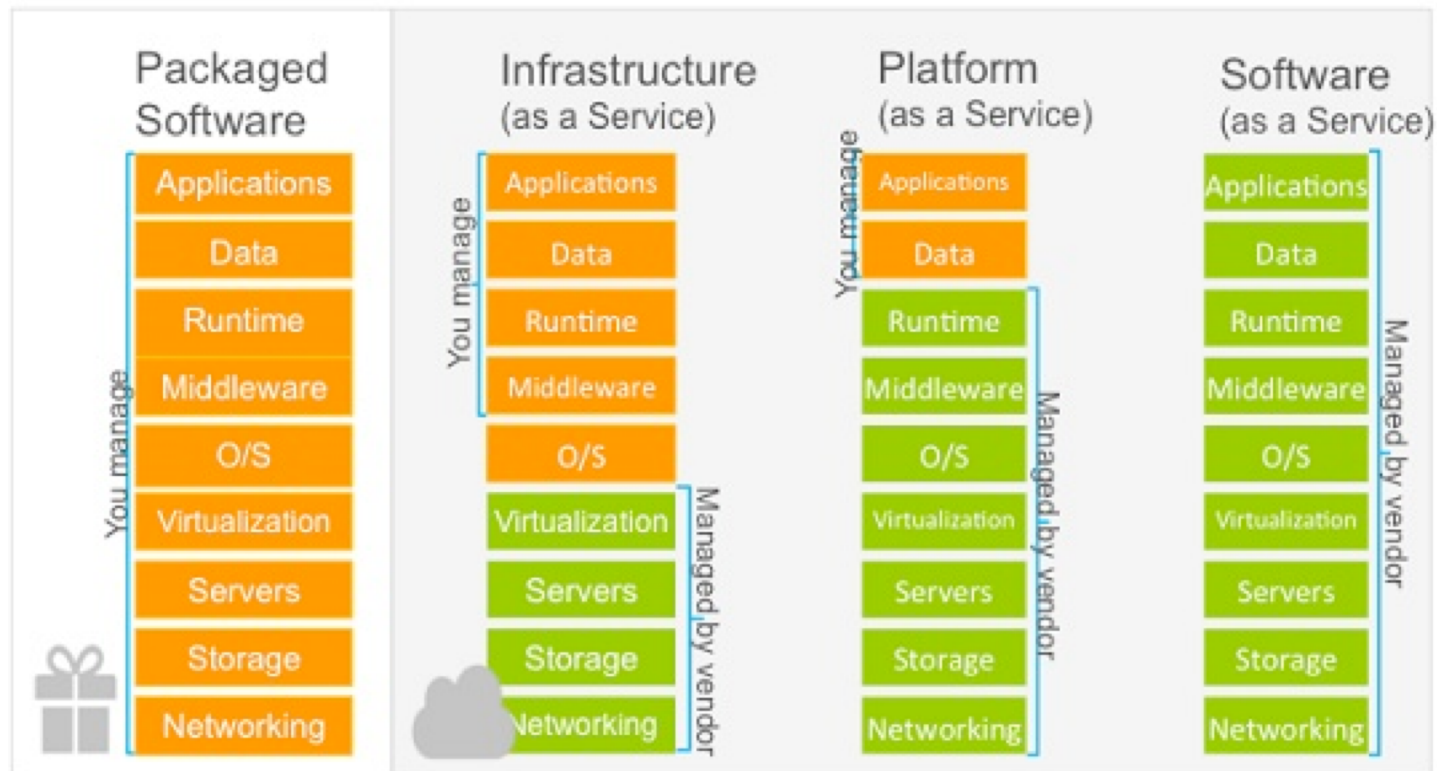 Packaged
Software
You manage
Applications
Data
Runtime
Middleware
O/S
Virtualization
Servers
Storage
Networking
Infrastructure
(as a Service)
You manage
Applications
Data
Runtime
Middleware
O/S
Virtualization
Servers
Storage
Networking
Managed by vendor
Platform
(as a Service)
You manage
Applications
Data
Runtime
Middleware
O/S
Virtualization
Servers
Storage
Networking
Managed by vendor
Software
(as a Service)
Applications
Data
Runtime
Middleware
O/S
Virtualization
Servers
Storage
Networking
Managed by vendor